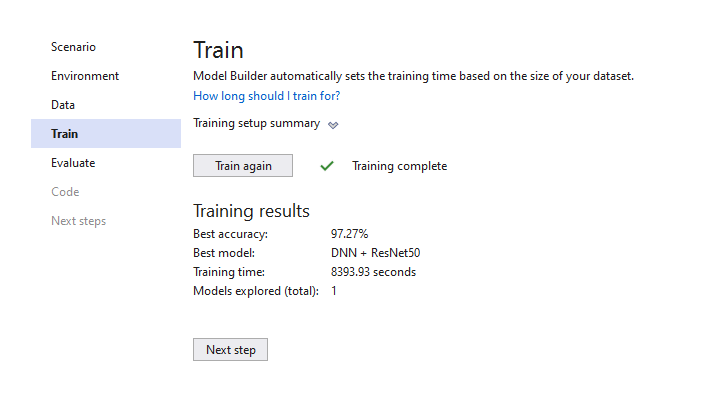 Scenario
Environment
Data
Train
Evaluate
Code
Next steps
Train
Model Builder automatically sets the training time based on the size of your dataset.
How long should I train for?
Training setup summary
Train again
Training complete
Training results
Best accuracy: 97.27%
Best model: DNN + ResNet50
Training time: 8393.93 seconds
Models explored (total): 1
Next step